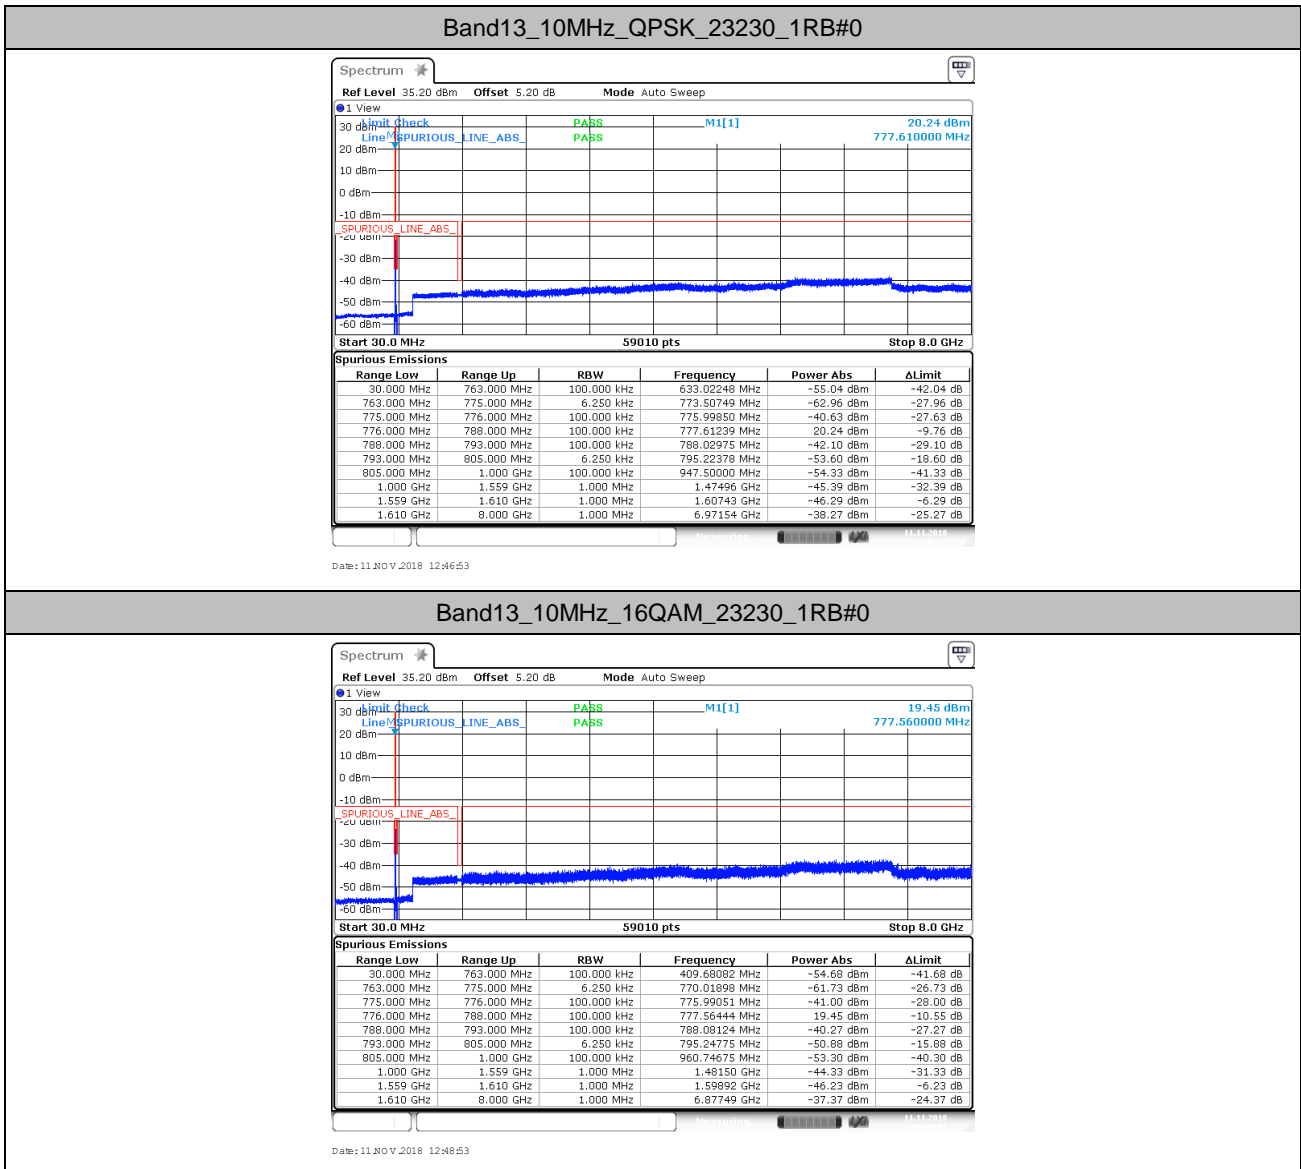 Band13_10MHz_QPSK_23230_1RB#0
Spectrum
Ref Level 35.20 dBm Offset 5.20 dB Mode Auto Sweep
1 View
Limit Check PASS M1[1] 20.24 dBm
30 dBm
Line _SPURIOUS_LINE_ABS_ PASS 777.610000 MHz
20 dBm
10 dBm
0 dBm
-10 dBm
_SPURIOUS_LINE_ABS_
-20 dBm
-30 dBm
-40 dBm
-50 dBm
-60 dBm
Start 30.0 MHz 59010 pts Stop 8.0 GHz
Spurious Emissions
Range Low Range Up RBW Frequency Power Abs ΔLimit
30.000 MHz 763.000 MHz 100.000 kHz 633.02248 MHz -55.04 dBm -42.04 dB
763.000 MHz 775.000 MHz 6.250 kHz 773.50749 MHz -62.96 dBm -27.96 dB
775.000 MHz 776.000 MHz 100.000 kHz 775.99850 MHz -40.63 dBm -27.63 dB
776.000 MHz 788.000 MHz 100.000 kHz 777.61239 MHz 20.24 dBm -9.76 dB
788.000 MHz 793.000 MHz 100.000 kHz 788.02975 MHz -42.10 dBm -29.10 dB
793.000 MHz 805.000 MHz 6.250 kHz 795.22378 MHz -53.60 dBm -18.60 dB
805.000 MHz 1.000 GHz 100.000 kHz 947.50000 MHz -54.33 dBm -41.33 dB
1.000 GHz 1.559 GHz 1.000 MHz 1.47496 GHz -45.39 dBm -32.39 dB
1.559 GHz 1.610 GHz 1.000 MHz 1.60743 GHz -46.29 dBm -6.29 dB
1.610 GHz 8.000 GHz 1.000 MHz 6.97154 GHz -38.27 dBm -25.27 dB
Measuring... 11.11.2018
Date: 11.NOV.2018 12:46:53
Band13_10MHz_16QAM_23230_1RB#0
Spectrum
Ref Level 35.20 dBm Offset 5.20 dB Mode Auto Sweep
1 View
Limit Check PASS M1[1] 19.45 dBm
30 dBm
Line _SPURIOUS_LINE_ABS_ PASS 777.560000 MHz
20 dBm
10 dBm
0 dBm
-10 dBm
_SPURIOUS_LINE_ABS_
-20 dBm
-30 dBm
-40 dBm
-50 dBm
-60 dBm
Start 30.0 MHz 59010 pts Stop 8.0 GHz
Spurious Emissions
Range Low Range Up RBW Frequency Power Abs ΔLimit
30.000 MHz 763.000 MHz 100.000 kHz 409.68082 MHz -54.68 dBm -41.68 dB
763.000 MHz 775.000 MHz 6.250 kHz 770.01898 MHz -61.73 dBm -26.73 dB
775.000 MHz 776.000 MHz 100.000 kHz 775.99051 MHz -41.00 dBm -28.00 dB
776.000 MHz 788.000 MHz 100.000 kHz 777.56444 MHz 19.45 dBm -10.55 dB
788.000 MHz 793.000 MHz 100.000 kHz 788.08124 MHz -40.27 dBm -27.27 dB
793.000 MHz 805.000 MHz 6.250 kHz 795.24775 MHz -50.88 dBm -15.88 dB
805.000 MHz 1.000 GHz 100.000 kHz 960.74675 MHz -53.30 dBm -40.30 dB
1.000 GHz 1.559 GHz 1.000 MHz 1.48150 GHz -44.33 dBm -31.33 dB
1.559 GHz 1.610 GHz 1.000 MHz 1.59892 GHz -46.23 dBm -6.23 dB
1.610 GHz 8.000 GHz 1.000 MHz 6.87749 GHz -37.37 dBm -24.37 dB
Measuring... 11.11.2018
Date: 11.NOV.2018 12:48:53